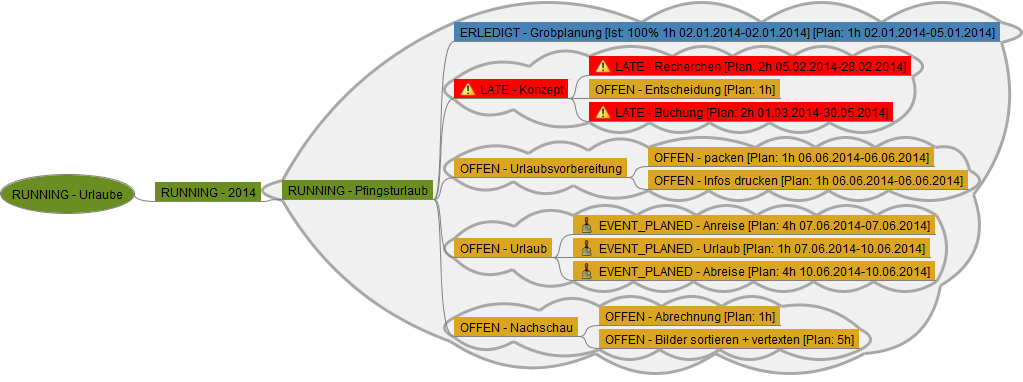 RUNNING - Urlaube
RUNNING - 2014
RUNNING - Pfingsturlaub
ERLEDIGT - Grobplanung [Ist: 100% 1h 02.01.2014-02.01.2014] [Plan: 1h 02.01.2014-05.01.2014]
LATE - Konzept
LATE - Recherchen [Plan: 2h 05.02.2014-28.02.2014]
OFFEN - Entscheidung [Plan: 1h]
LATE - Buchung [Plan: 2h 01.03.2014-30.05.2014]
OFFEN - Urlaubsvorbereitung
OFFEN - packen [Plan: 1h 06.06.2014-06.06.2014]
OFFEN - Infos drucken [Plan: 1h 06.06.2014-06.06.2014]
OFFEN - Urlaub
EVENT_PLANED - Anreise [Plan: 4h 07.06.2014-07.06.2014]
EVENT_PLANED - Urlaub [Plan: 1h 07.06.2014-10.06.2014]
EVENT_PLANED - Abreise [Plan: 4h 10.06.2014-10.06.2014]
OFFEN - Nachschau
OFFEN - Abrechnung [Plan: 1h]
OFFEN - Bilder sortieren + vertexten [Plan: 5h]